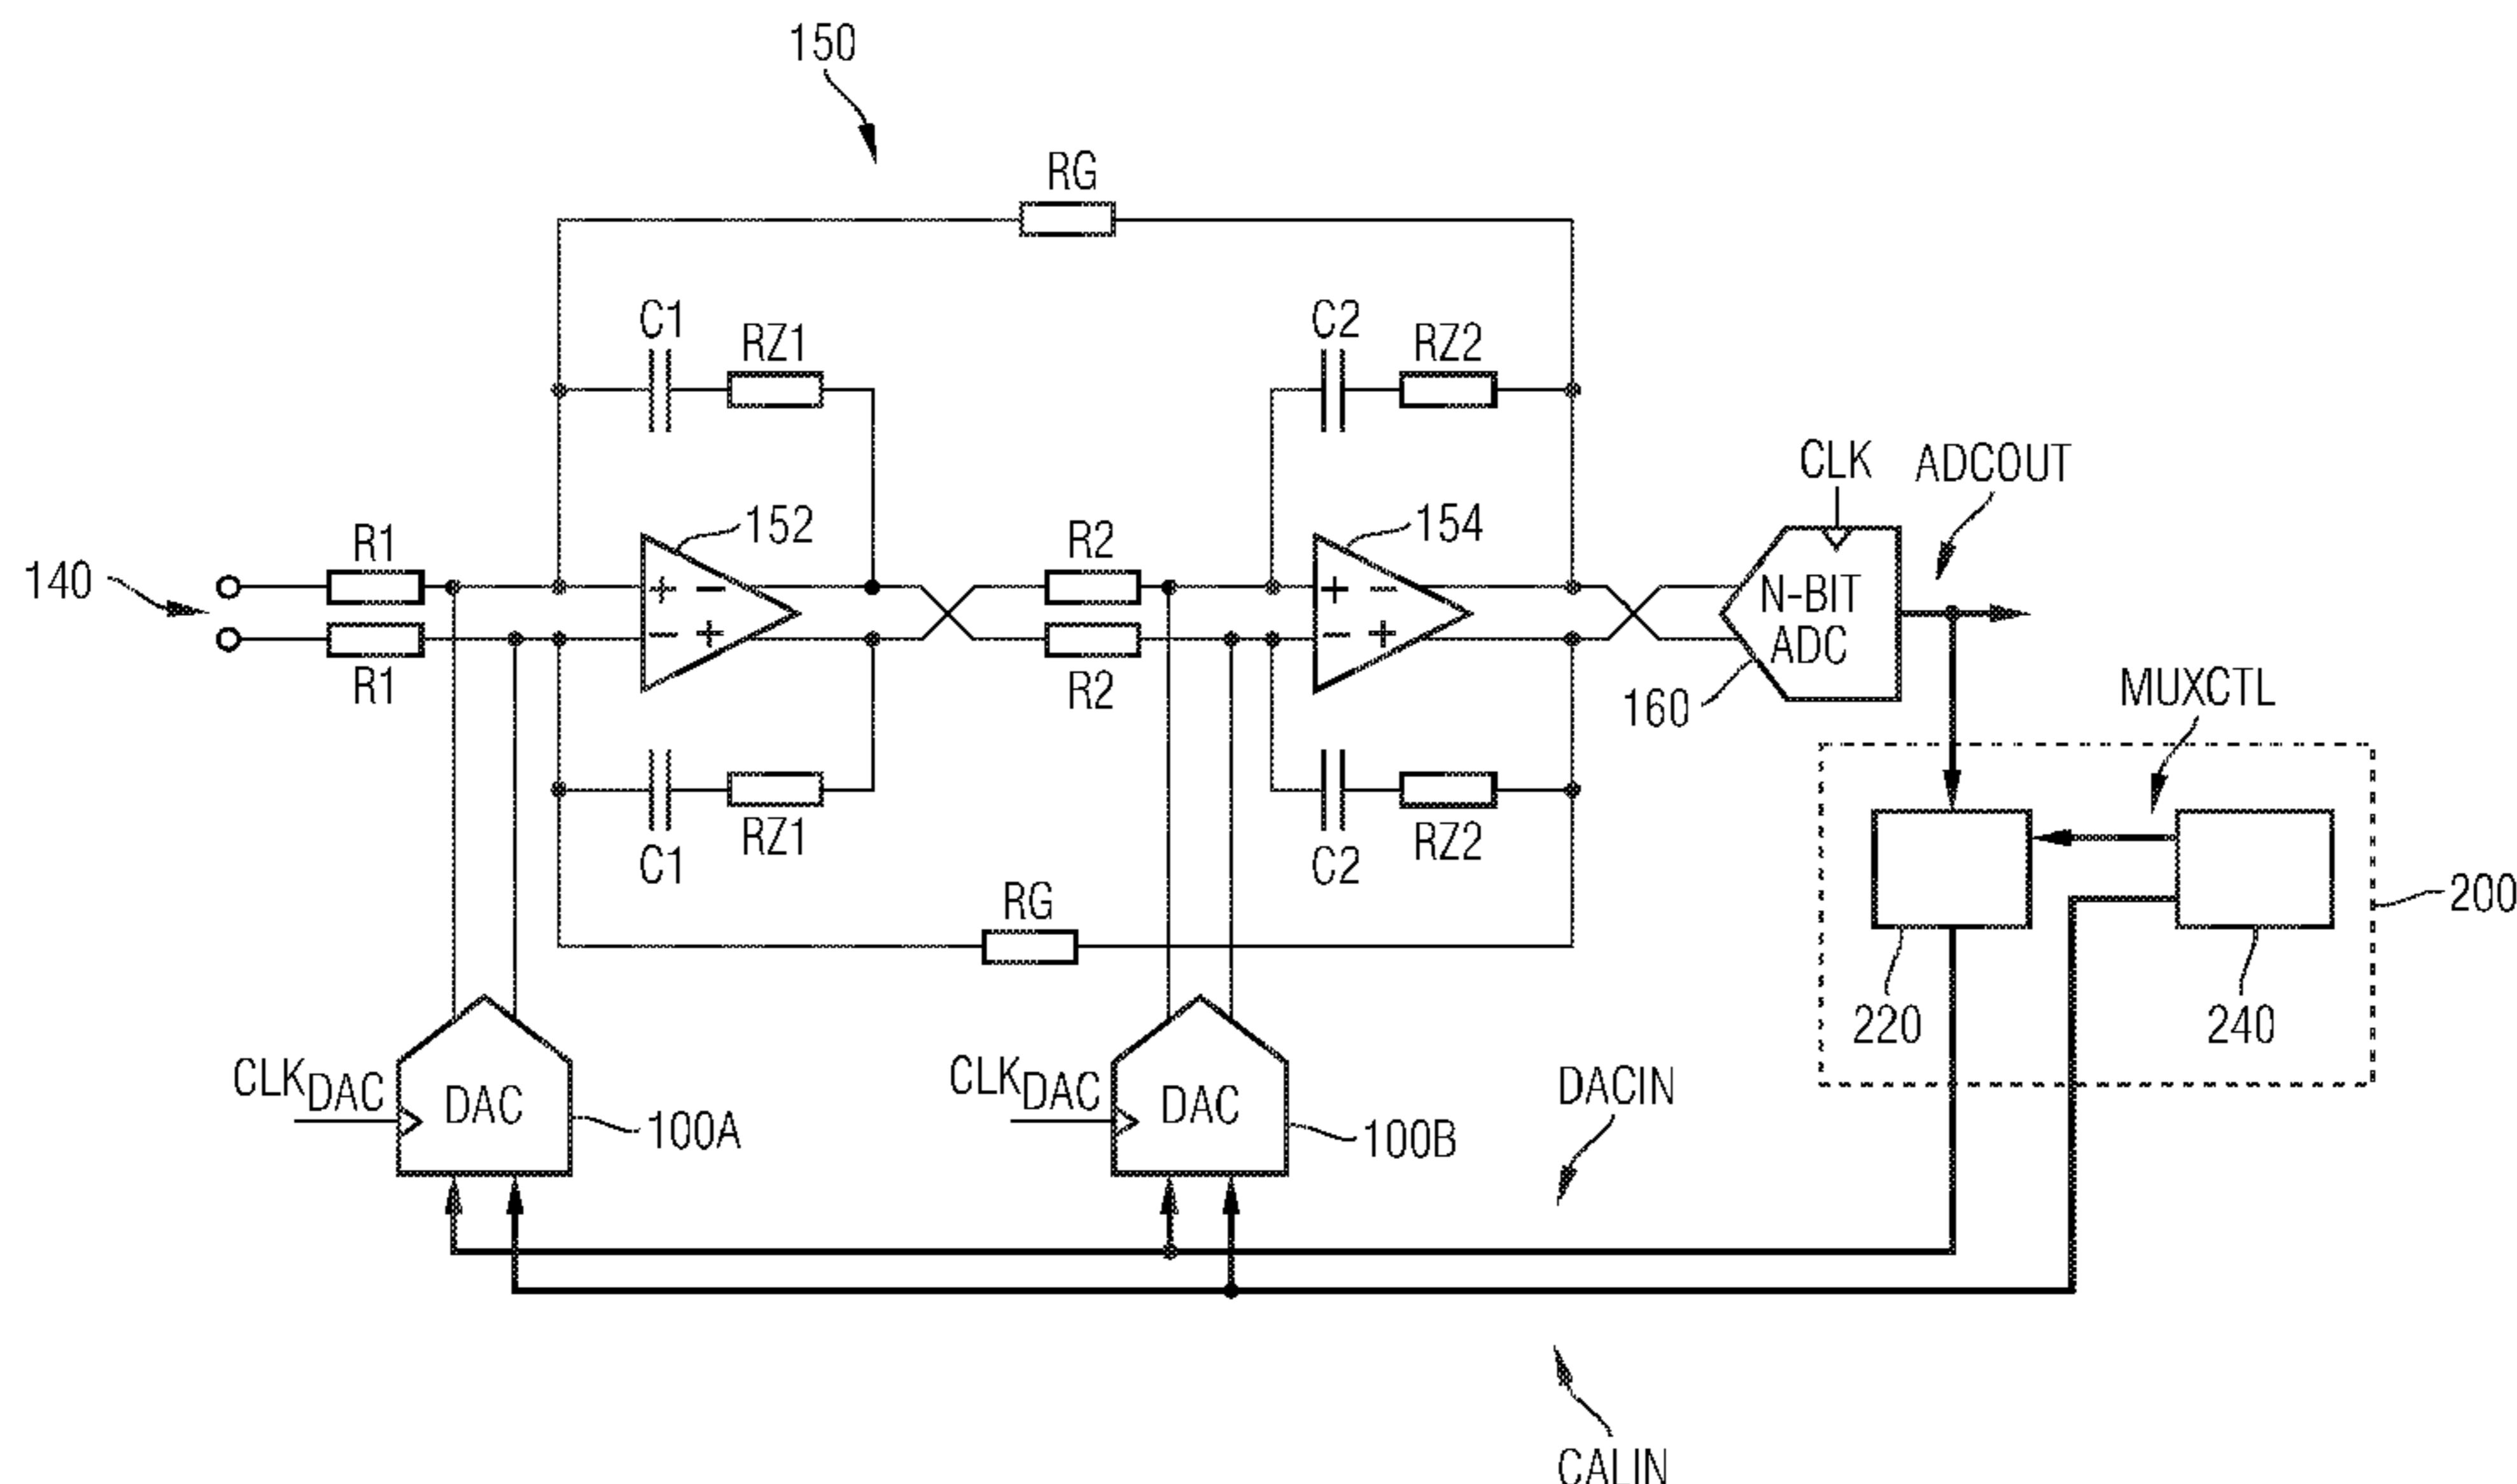 150
RG
C1
RZ1
C2
RZ2
CLK
ADCOUT
140
R1
152
R2
154
N-BIT
ADC
R1
R2
160
MUXCTL
C1
RZ1
C2
RZ2
RG
200
220
240
CLKDAC
DAC
100A
CLKDAC
DAC
100B
DACIN
CALIN